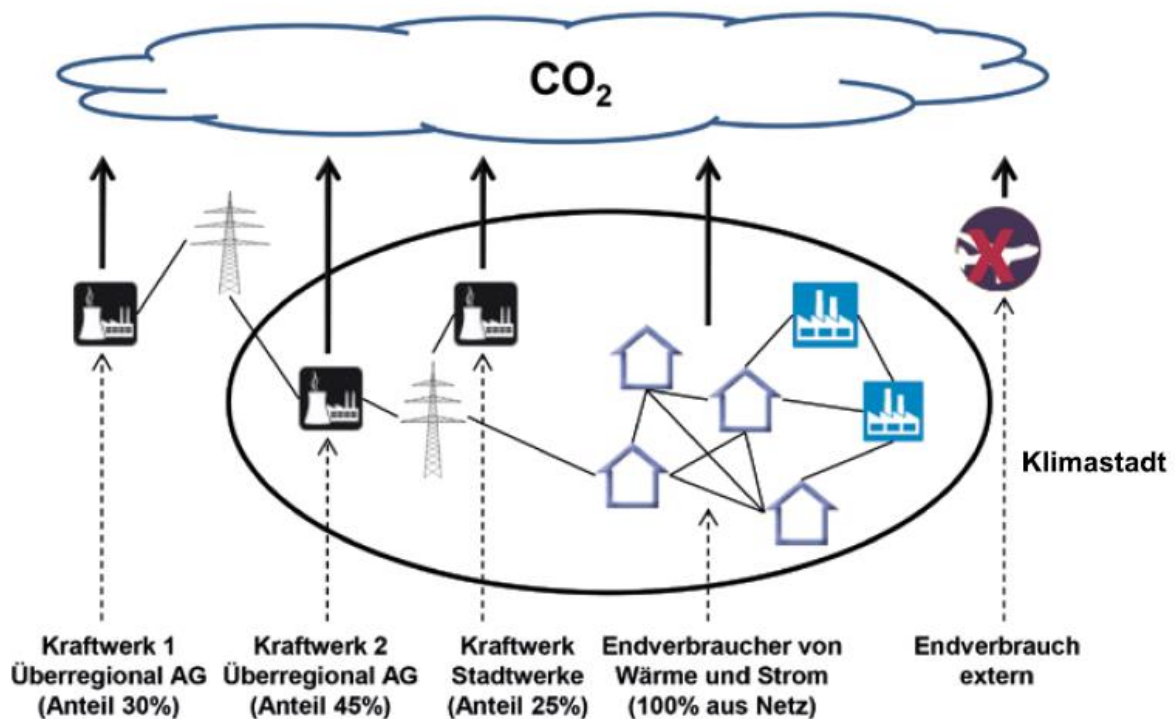 CO₂
Klimastadt
Kraftwerk 1
Überregional AG
(Anteil 30%)
Kraftwerk 2
Überregional AG
(Anteil 45%)
Kraftwerk
Stadtwerke
(Anteil 25%)
Endverbraucher von
Wärme und Strom
(100% aus Netz)
Endverbrauch
extern